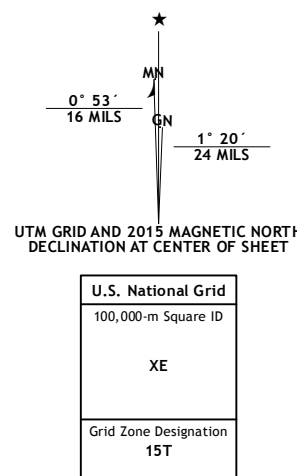 ★
MN
0° 53´
16 MILS
GN
1° 20´
24 MILS
UTM GRID AND 2015 MAGNETIC NORTH
DECLINATION AT CENTER OF SHEET
U.S. National Grid
100,000-m Square ID
XE
Grid Zone Designation
15T